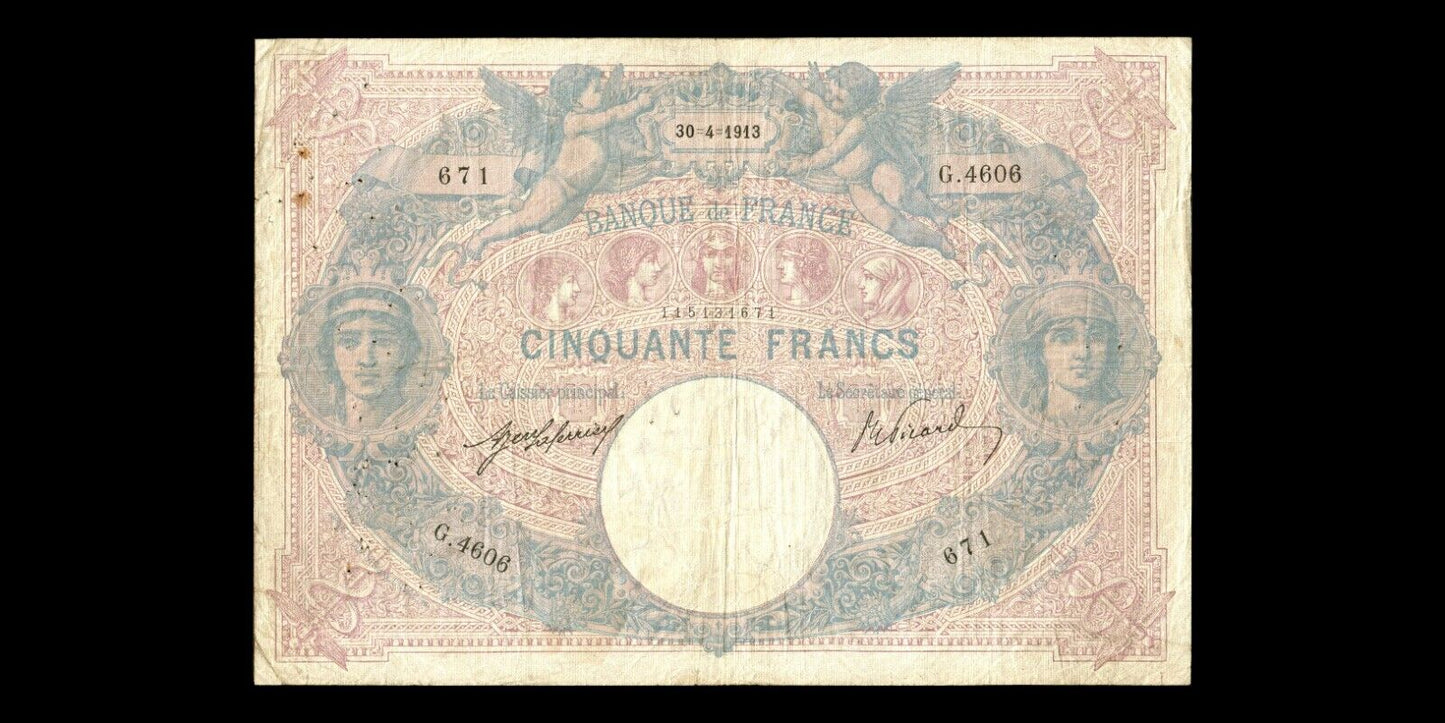 30=4=1913
671
G.4606
BANQUE de FRANCE
115131671
CINQUANTE FRANCS
Le Caissier principal.
Le Secrétaire général.
G.4606
671